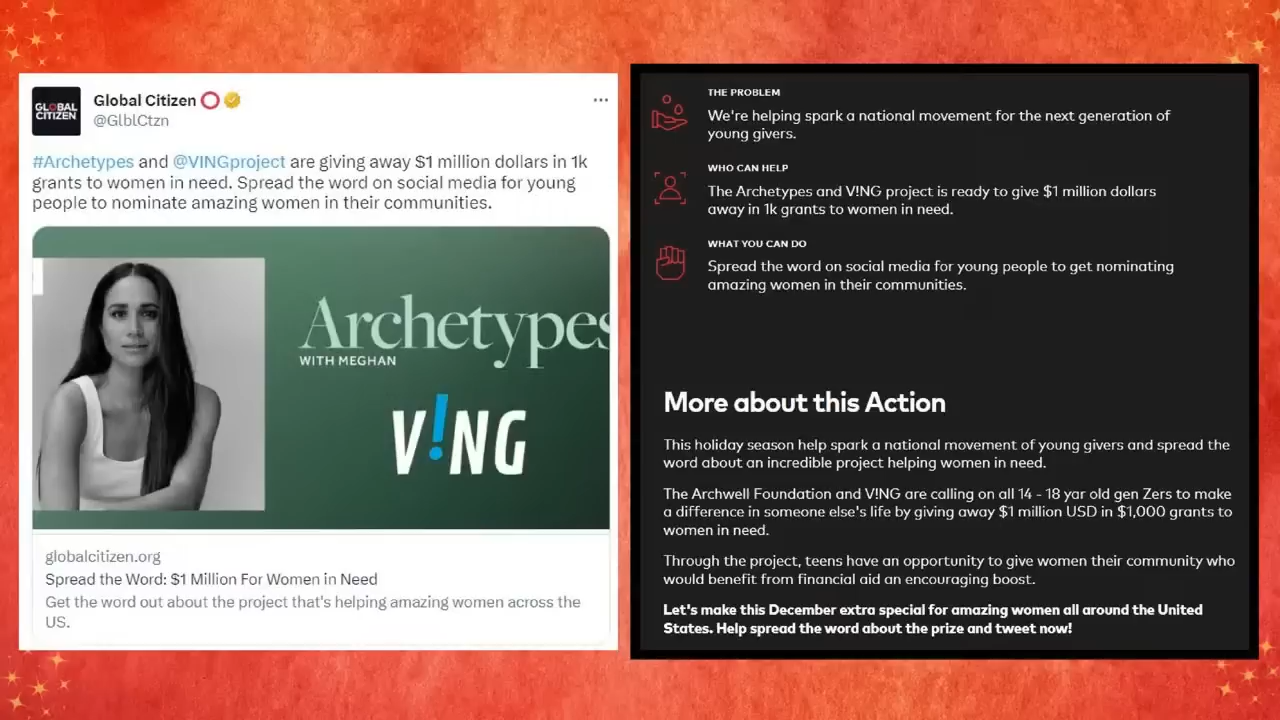 GLOBAL
CITIZEN
Global Citizen
@GlblCtzn
#Archetypes and @VINGproject are giving away $1 million dollars in 1k
grants to women in need. Spread the word on social media for young
people to nominate amazing women in their communities.
Archetypes
WITH MEGHAN
V!NG
globalcitizen.org
Spread the Word: $1 Million For Women in Need
Get the word out about the project that's helping amazing women across the
US.
THE PROBLEM
We're helping spark a national movement for the next generation of
young givers.
WHO CAN HELP
The Archetypes and V!NG project is ready to give $1 million dollars
away in 1k grants to women in need.
WHAT YOU CAN DO
Spread the word on social media for young people to get nominating
amazing women in their communities.
More about this Action
This holiday season help spark a national movement of young givers and spread the
word about an incredible project helping women in need.
The Archwell Foundation and V!NG are calling on all 14 - 18 yar old gen Zers to make
a difference in someone else's life by giving away $1 million USD in $1,000 grants to
women in need.
Through the project, teens have an opportunity to give women their community who
would benefit from financial aid an encouraging boost.
Let's make this December extra special for amazing women all around the United
States. Help spread the word about the prize and tweet now!